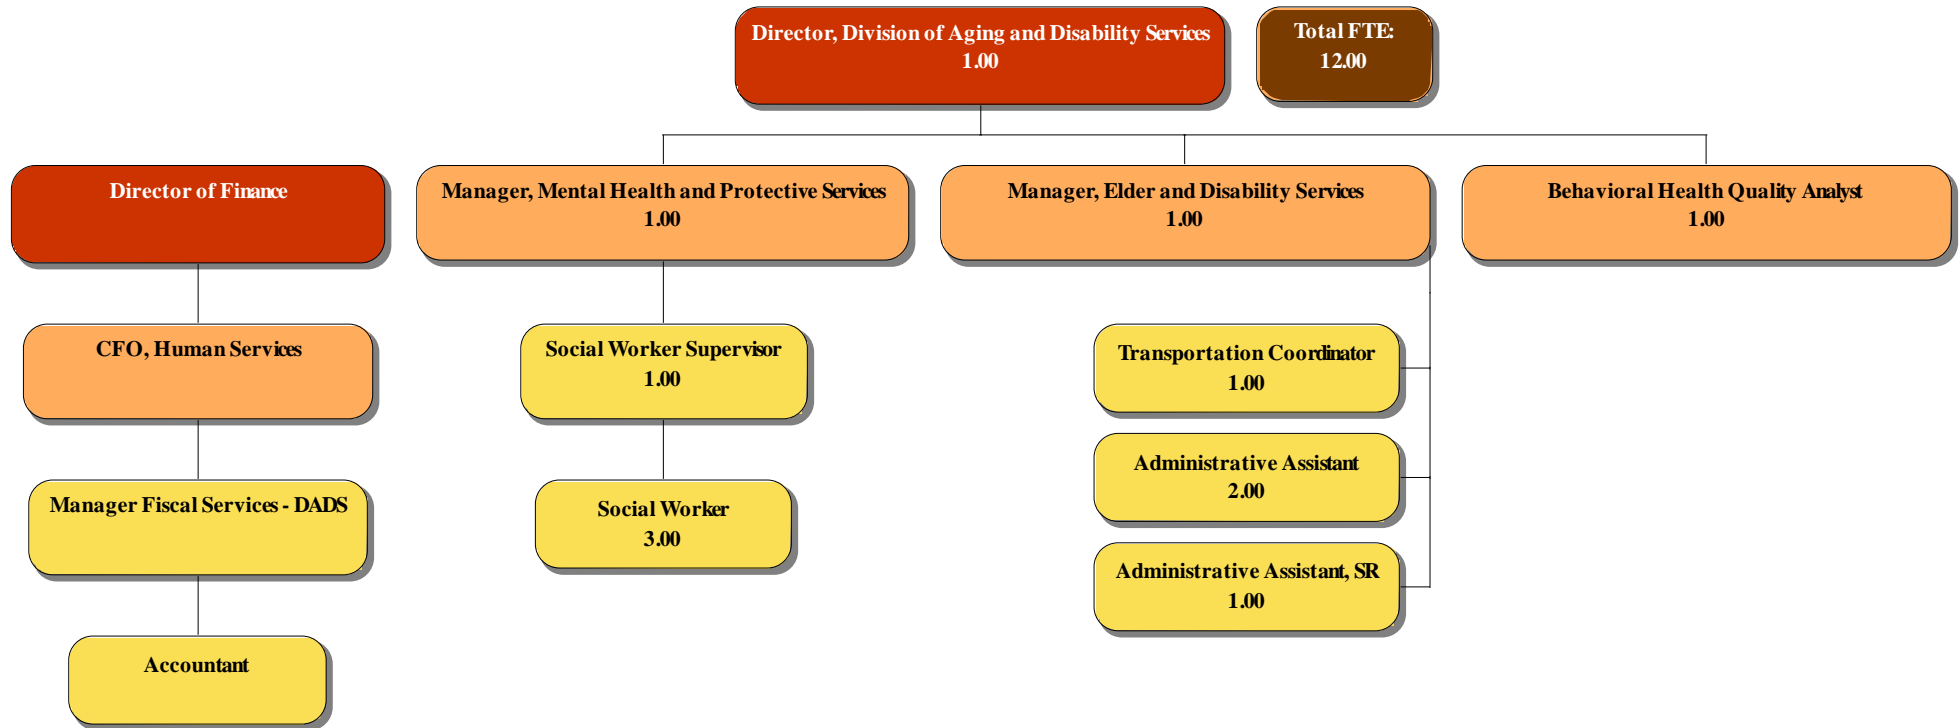 Director, Division of Aging and Disability Services
1.00
Total FTE:
12.00
Director of Finance
Manager, Mental Health and Protective Services
1.00
Manager, Elder and Disability Services
1.00
Behavioral Health Quality Analyst
1.00
CFO, Human Services
Social Worker Supervisor
1.00
Transportation Coordinator
1.00
Administrative Assistant
2.00
Manager Fiscal Services - DADS
Social Worker
3.00
Administrative Assistant, SR
1.00
Accountant